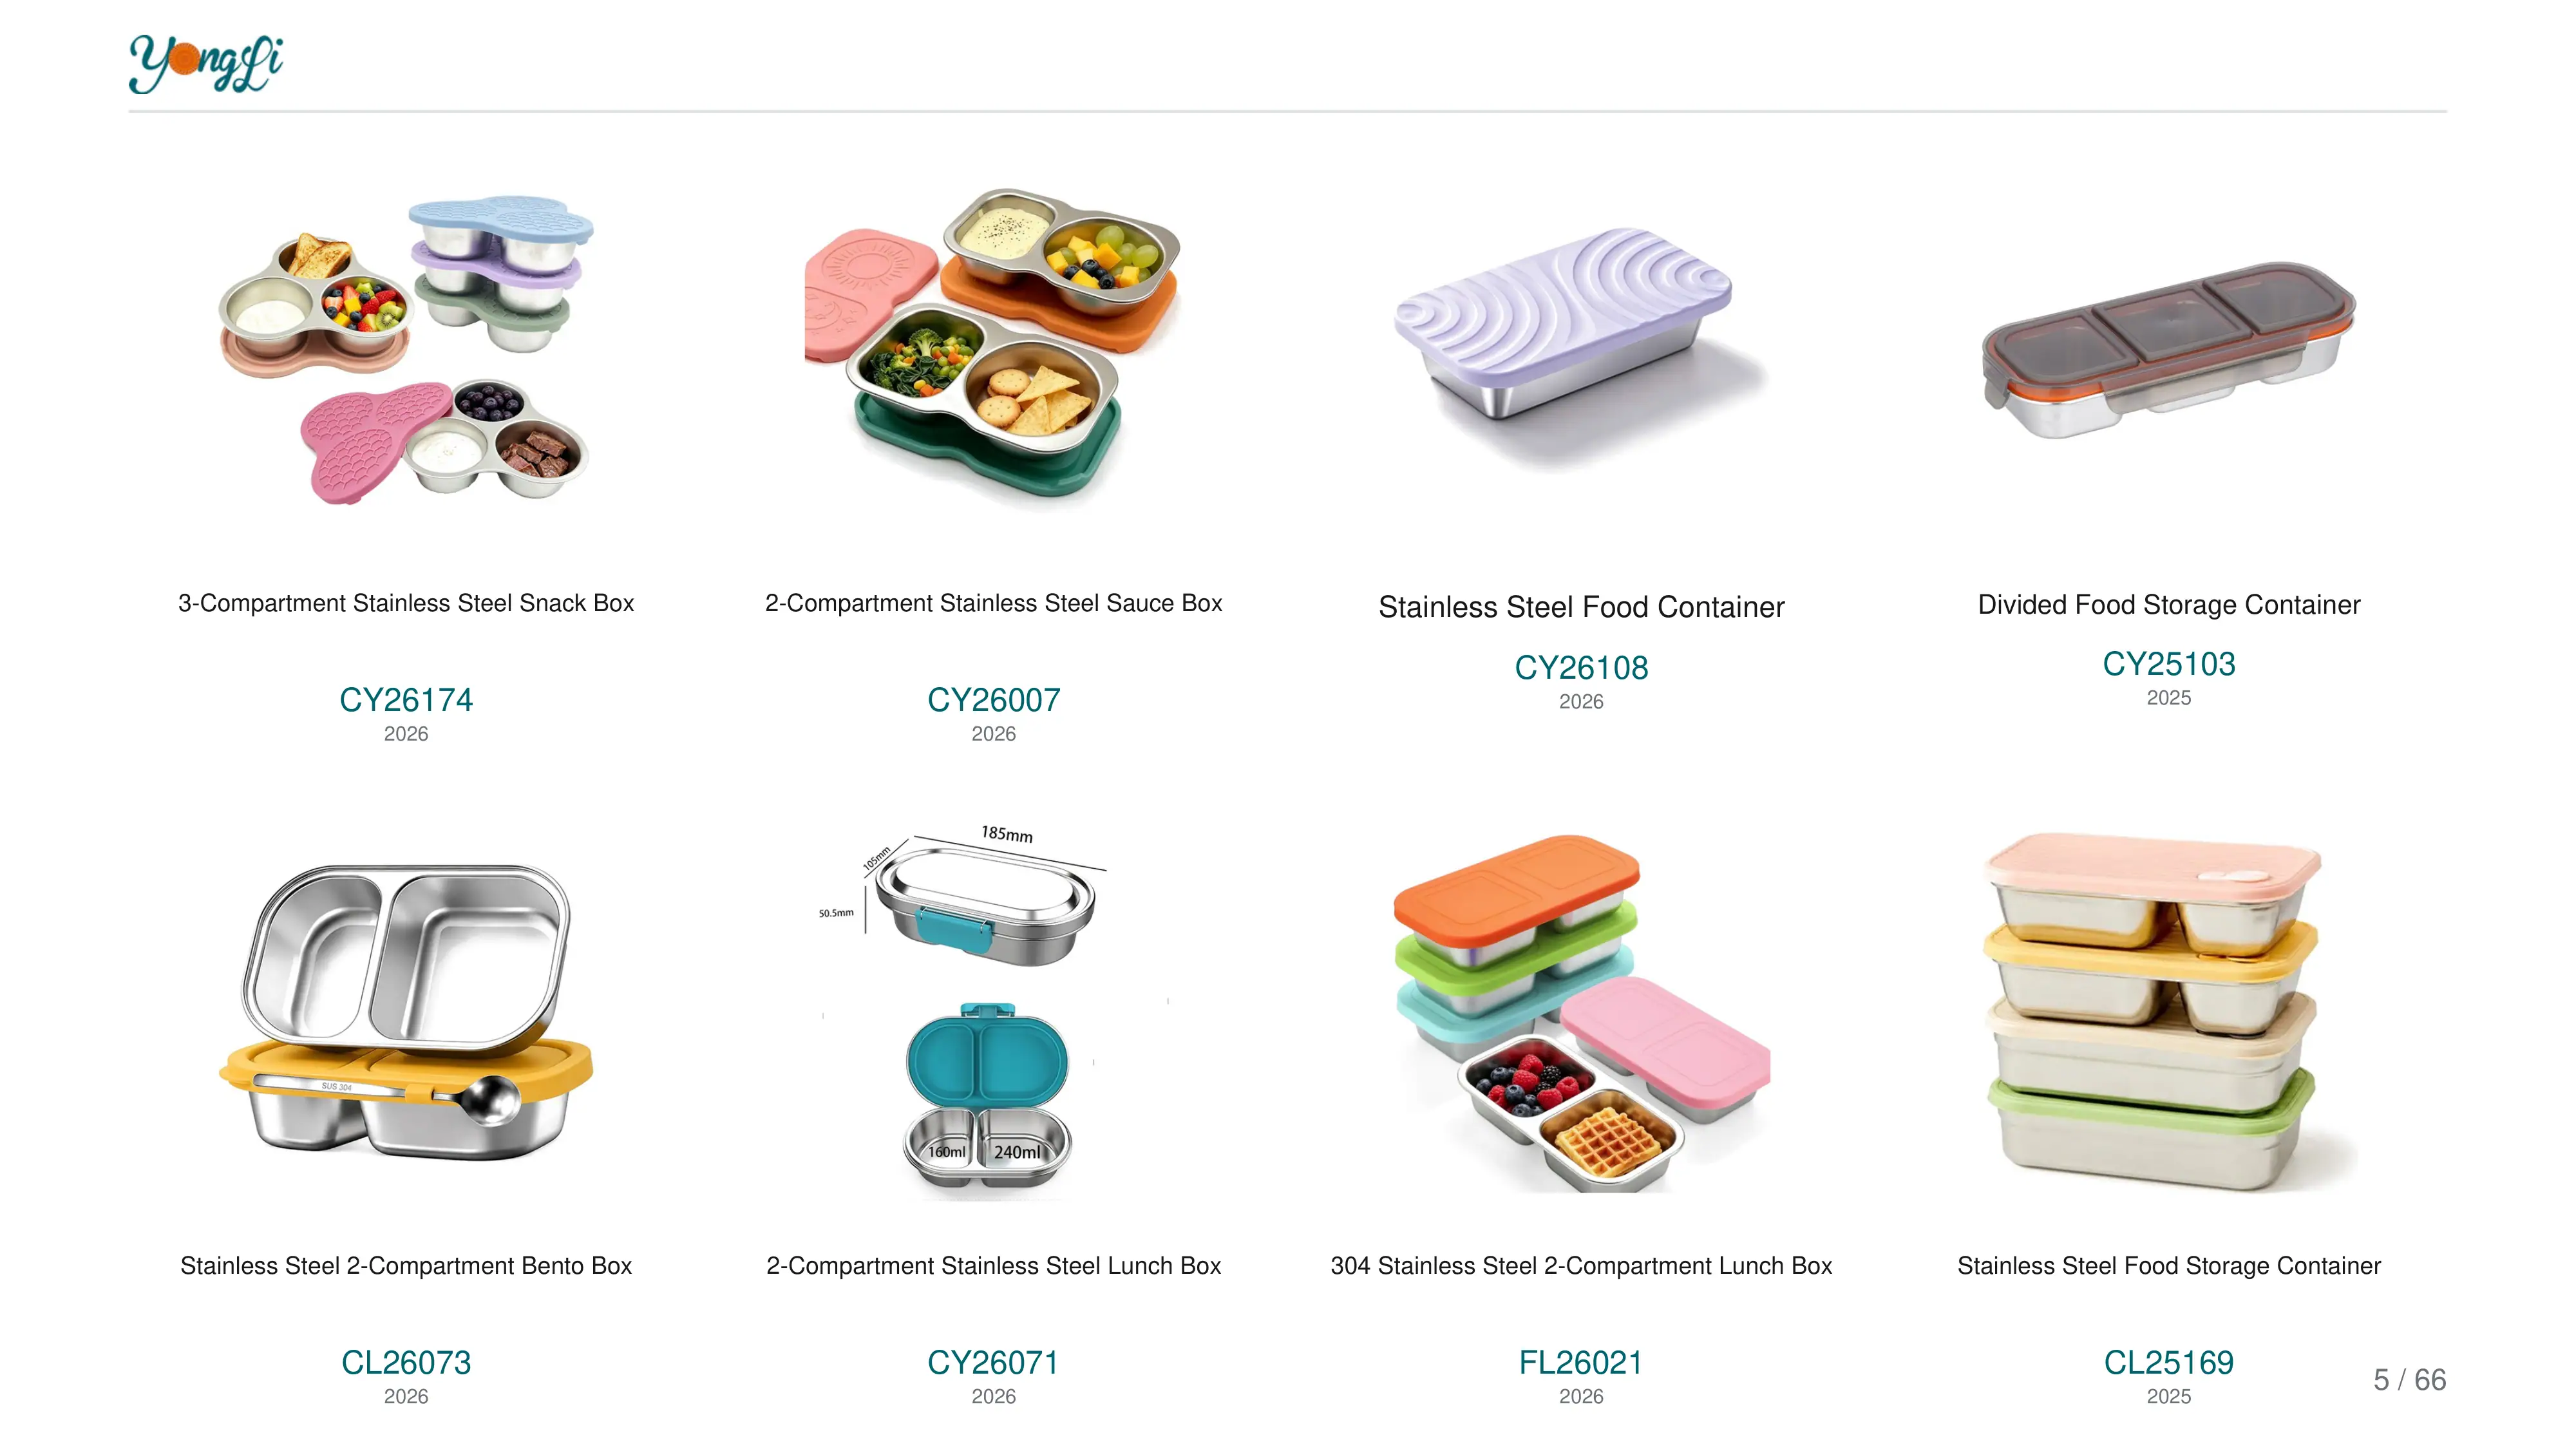 YongLi
3-Compartment Stainless Steel Snack Box
CY26174
2026
2-Compartment Stainless Steel Sauce Box
CY26007
2026
Stainless Steel Food Container
CY26108
2026
Divided Food Storage Container
CY25103
2025
SUS 304
Stainless Steel 2-Compartment Bento Box
CL26073
2026
185mm
105mm
50.5mm
160ml
240ml
2-Compartment Stainless Steel Lunch Box
CY26071
2026
304 Stainless Steel 2-Compartment Lunch Box
FL26021
2026
Stainless Steel Food Storage Container
CL25169
2025
5 / 66